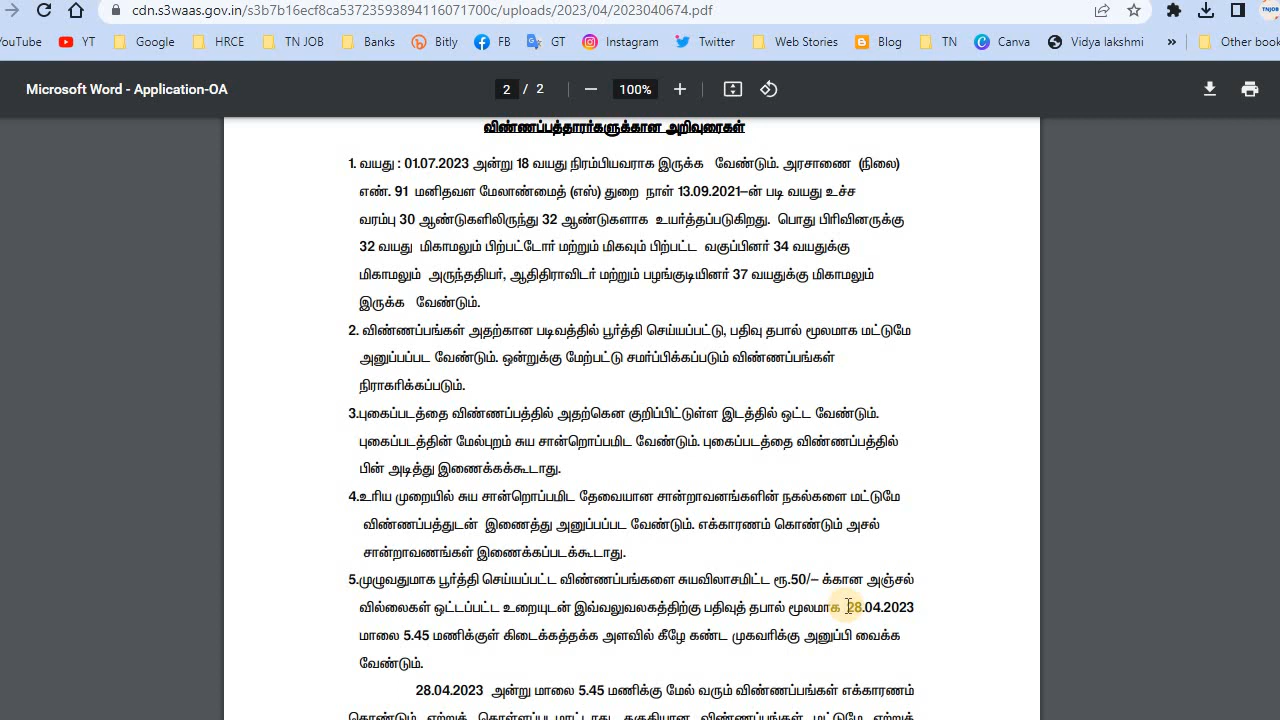 cdn.s3waas.gov.in/s3b7b16ecf8ca53723593894116071700c/uploads/2023/04/2023040674.pdf
YouTube YT Google HRCE TN JOB Banks Bitly FB GT Instagram Twitter Web Stories Blog TN Canva Vidya lakshmi » Other book
Microsoft Word - Application-OA 2 / 2 100%
விண்ணப்பத்தாரர்களுக்கான அறிவுரைகள்
1. வயது : 01.07.2023 அன்று 18 வயது நிரம்பியவராக இருக்க வேண்டும். அரசாணை (நிலை)
எண். 91 மனிதவள மேலாண்மைத் (எஸ்) துறை நாள் 13.09.2021–ன் படி வயது உச்ச
வரம்பு 30 ஆண்டுகளிலிருந்து 32 ஆண்டுகளாக உயர்த்தப்படுகிறது. பொது பிரிவினருக்கு
32 வயது மிகாமலும் பிற்பட்டோர் மற்றும் மிகவும் பிற்பட்ட வகுப்பினர் 34 வயதுக்கு
மிகாமலும் அருந்ததியர், ஆதிதிராவிடர் மற்றும் பழங்குடியினர் 37 வயதுக்கு மிகாமலும்
இருக்க வேண்டும்.
2. விண்ணப்பங்கள் அதற்கான படிவத்தில் பூர்த்தி செய்யப்பட்டு, பதிவு தபால் மூலமாக மட்டுமே
அனுப்பப்பட வேண்டும். ஒன்றுக்கு மேற்பட்டு சமர்ப்பிக்கப்படும் விண்ணப்பங்கள்
நிராகரிக்கப்படும்.
3.புகைப்படத்தை விண்ணப்பத்தில் அதற்கென குறிப்பிட்டுள்ள இடத்தில் ஒட்ட வேண்டும்.
புகைப்படத்தின் மேல்புறம் சுய சான்றொப்பமிட வேண்டும். புகைப்படத்தை விண்ணப்பத்தில்
பின் அடித்து இணைக்கக்கூடாது.
4.உரிய முறையில் சுய சான்றொப்பமிட தேவையான சான்றாவனங்களின் நகல்களை மட்டுமே
விண்ணப்பத்துடன் இணைத்து அனுப்பப்பட வேண்டும். எக்காரணம் கொண்டும் அசல்
சான்றாவணங்கள் இணைக்கப்படக்கூடாது.
5.முழுவதுமாக பூர்த்தி செய்யப்பட்ட விண்ணப்பங்களை சுயவிலாசமிட்ட ரூ.50/– க்கான அஞ்சல்
வில்லைகள் ஒட்டப்பட்ட உறையுடன் இவ்வலுவலகத்திற்கு பதிவுத் தபால் மூலமாக 28.04.2023
மாலை 5.45 மணிக்குள் கிடைக்கத்தக்க அளவில் கீழே கண்ட முகவரிக்கு அனுப்பி வைக்க
வேண்டும்.
28.04.2023 அன்று மாலை 5.45 மணிக்கு மேல் வரும் விண்ணப்பங்கள் எக்காரணம்
கொண்டும் ஏற்றுக் கொள்ளப்படமாட்டாது. தகுதியான விண்ணப்பங்கள் மட்டுமே ஏற்றுக்